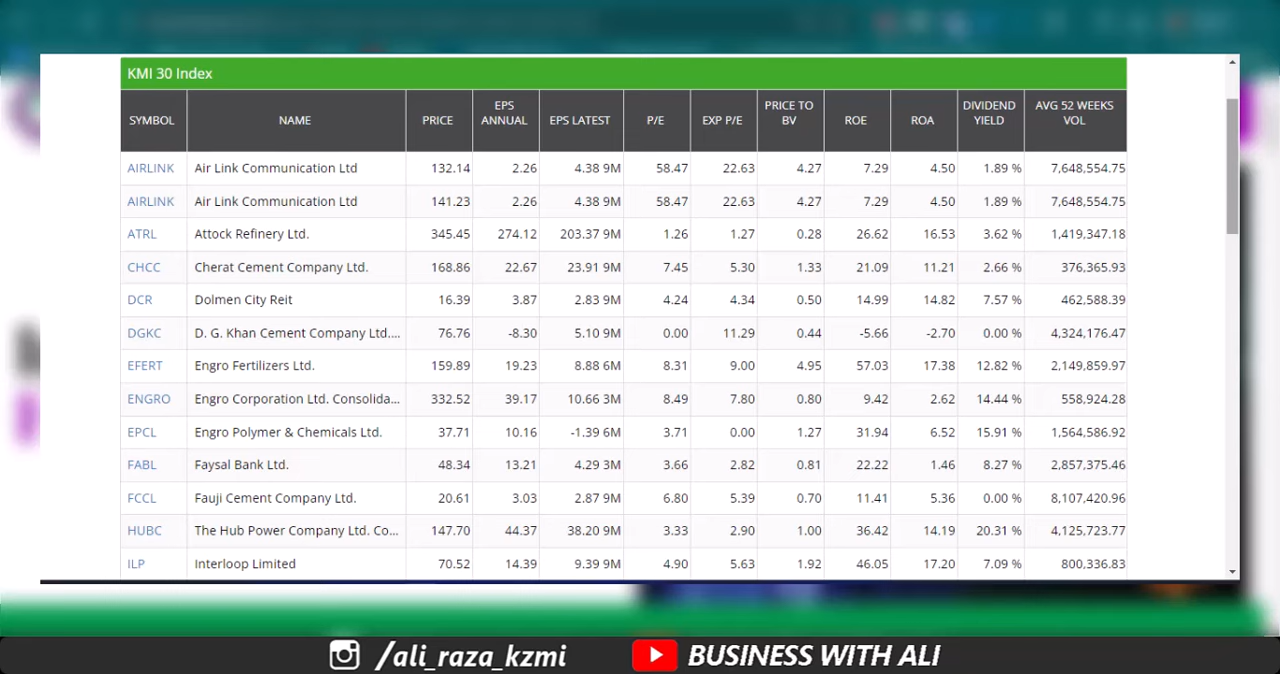 KMI 30 Index
SYMBOL NAME PRICE EPS ANNUAL EPS LATEST P/E EXP P/E PRICE TO BV ROE ROA DIVIDEND YIELD AVG 52 WEEKS VOL
AIRLINK Air Link Communication Ltd 132.14 2.26 4.38 9M 58.47 22.63 4.27 7.29 4.50 1.89 % 7,648,554.75
AIRLINK Air Link Communication Ltd 141.23 2.26 4.38 9M 58.47 22.63 4.27 7.29 4.50 1.89 % 7,648,554.75
ATRL Attock Refinery Ltd. 345.45 274.12 203.37 9M 1.26 1.27 0.28 26.62 16.53 3.62 % 1,419,347.18
CHCC Cherat Cement Company Ltd. 168.86 22.67 23.91 9M 7.45 5.30 1.33 21.09 11.21 2.66 % 376,365.93
DCR Dolmen City Reit 16.39 3.87 2.83 9M 4.24 4.34 0.50 14.99 14.82 7.57 % 462,588.39
DGKC D. G. Khan Cement Company Ltd.... 76.76 -8.30 5.10 9M 0.00 11.29 0.44 -5.66 -2.70 0.00 % 4,324,176.47
EFERT Engro Fertilizers Ltd. 159.89 19.23 8.88 6M 8.31 9.00 4.95 57.03 17.38 12.82 % 2,149,859.97
ENGRO Engro Corporation Ltd. Consolida... 332.52 39.17 10.66 3M 8.49 7.80 0.80 9.42 2.62 14.44 % 558,924.28
EPCL Engro Polymer & Chemicals Ltd. 37.71 10.16 -1.39 6M 3.71 0.00 1.27 31.94 6.52 15.91 % 1,564,586.92
FABL Faysal Bank Ltd. 48.34 13.21 4.29 3M 3.66 2.82 0.81 22.22 1.46 8.27 % 2,857,375.46
FCCL Fauji Cement Company Ltd. 20.61 3.03 2.87 9M 6.80 5.39 0.70 11.41 5.36 0.00 % 8,107,420.96
HUBC The Hub Power Company Ltd. Co... 147.70 44.37 38.20 9M 3.33 2.90 1.00 36.42 14.19 20.31 % 4,125,723.77
ILP Interloop Limited 70.52 14.39 9.39 9M 4.90 5.63 1.92 46.05 17.20 7.09 % 800,336.83
/ali_raza_kzmi BUSINESS WITH ALI